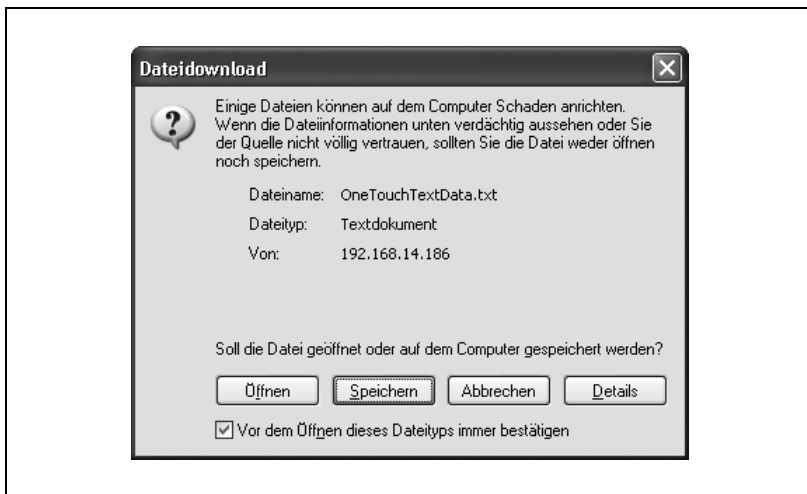 Dateidownload
Einige Dateien können auf dem Computer Schaden anrichten.
Wenn die Dateiinformationen unten verdächtig aussehen oder Sie
der Quelle nicht völlig vertrauen, sollten Sie die Datei weder öffnen
noch speichern.
Dateiname: OneTouchTextData.txt
Dateityp: Textdokument
Von: 192.168.14.186
Soll die Datei geöffnet oder auf dem Computer gespeichert werden?
Öffnen Speichern Abbrechen Details
Vor dem Öffnen dieses Dateityps immer bestätigen